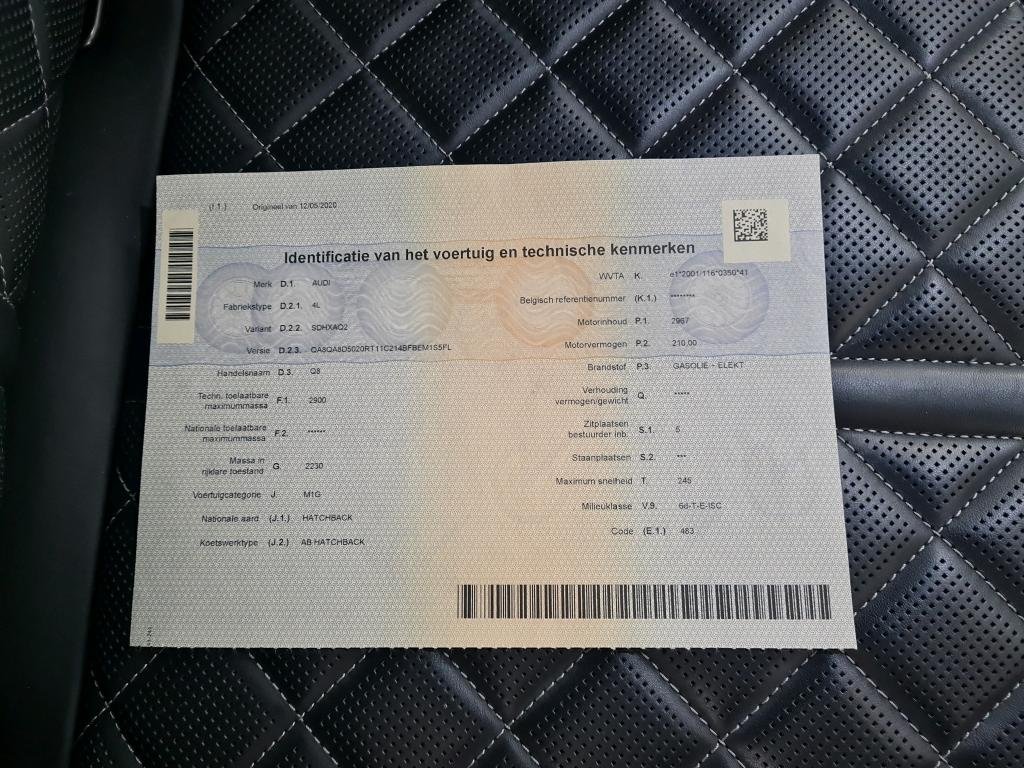 (I.1.) Origineel van 12/05/2020
Identificatie van het voertuig en technische kenmerken
Merk D.1. AUDI
Fabriekstype D.2.1. 4L
Variant D.2.2. SDHXAQ2
Versie D.2.3. QA8QA8D5020RT11C214BFBEM1S5FL
Handelsnaam D.3. Q8
Techn. toelaatbare
maximummassa F.1. 2900
Nationale toelaatbare
maximummassa F.2. ******
Massa in
rijklare toestand G. 2230
Voertuigcategorie J. M1G
Nationale aard (J.1.) HATCHBACK
Koetswerktype (J.2.) AB HATCHBACK
WVTA K. e1*2001/116*0350*41
Belgisch referentienummer (K.1.) ********
Motorinhoud P.1. 2967
Motorvermogen P.2. 210,00
Brandstof P.3. GASOLIE + ELEKT
Verhouding
vermogen/gewicht Q. *****
Zitplaatsen
bestuurder inb. S.1. 5
Staanplaatsen S.2. ***
Maximum snelheid T. 245
Milieuklasse V.9. 6d-T-E-ISC
Code (E.1.) 483